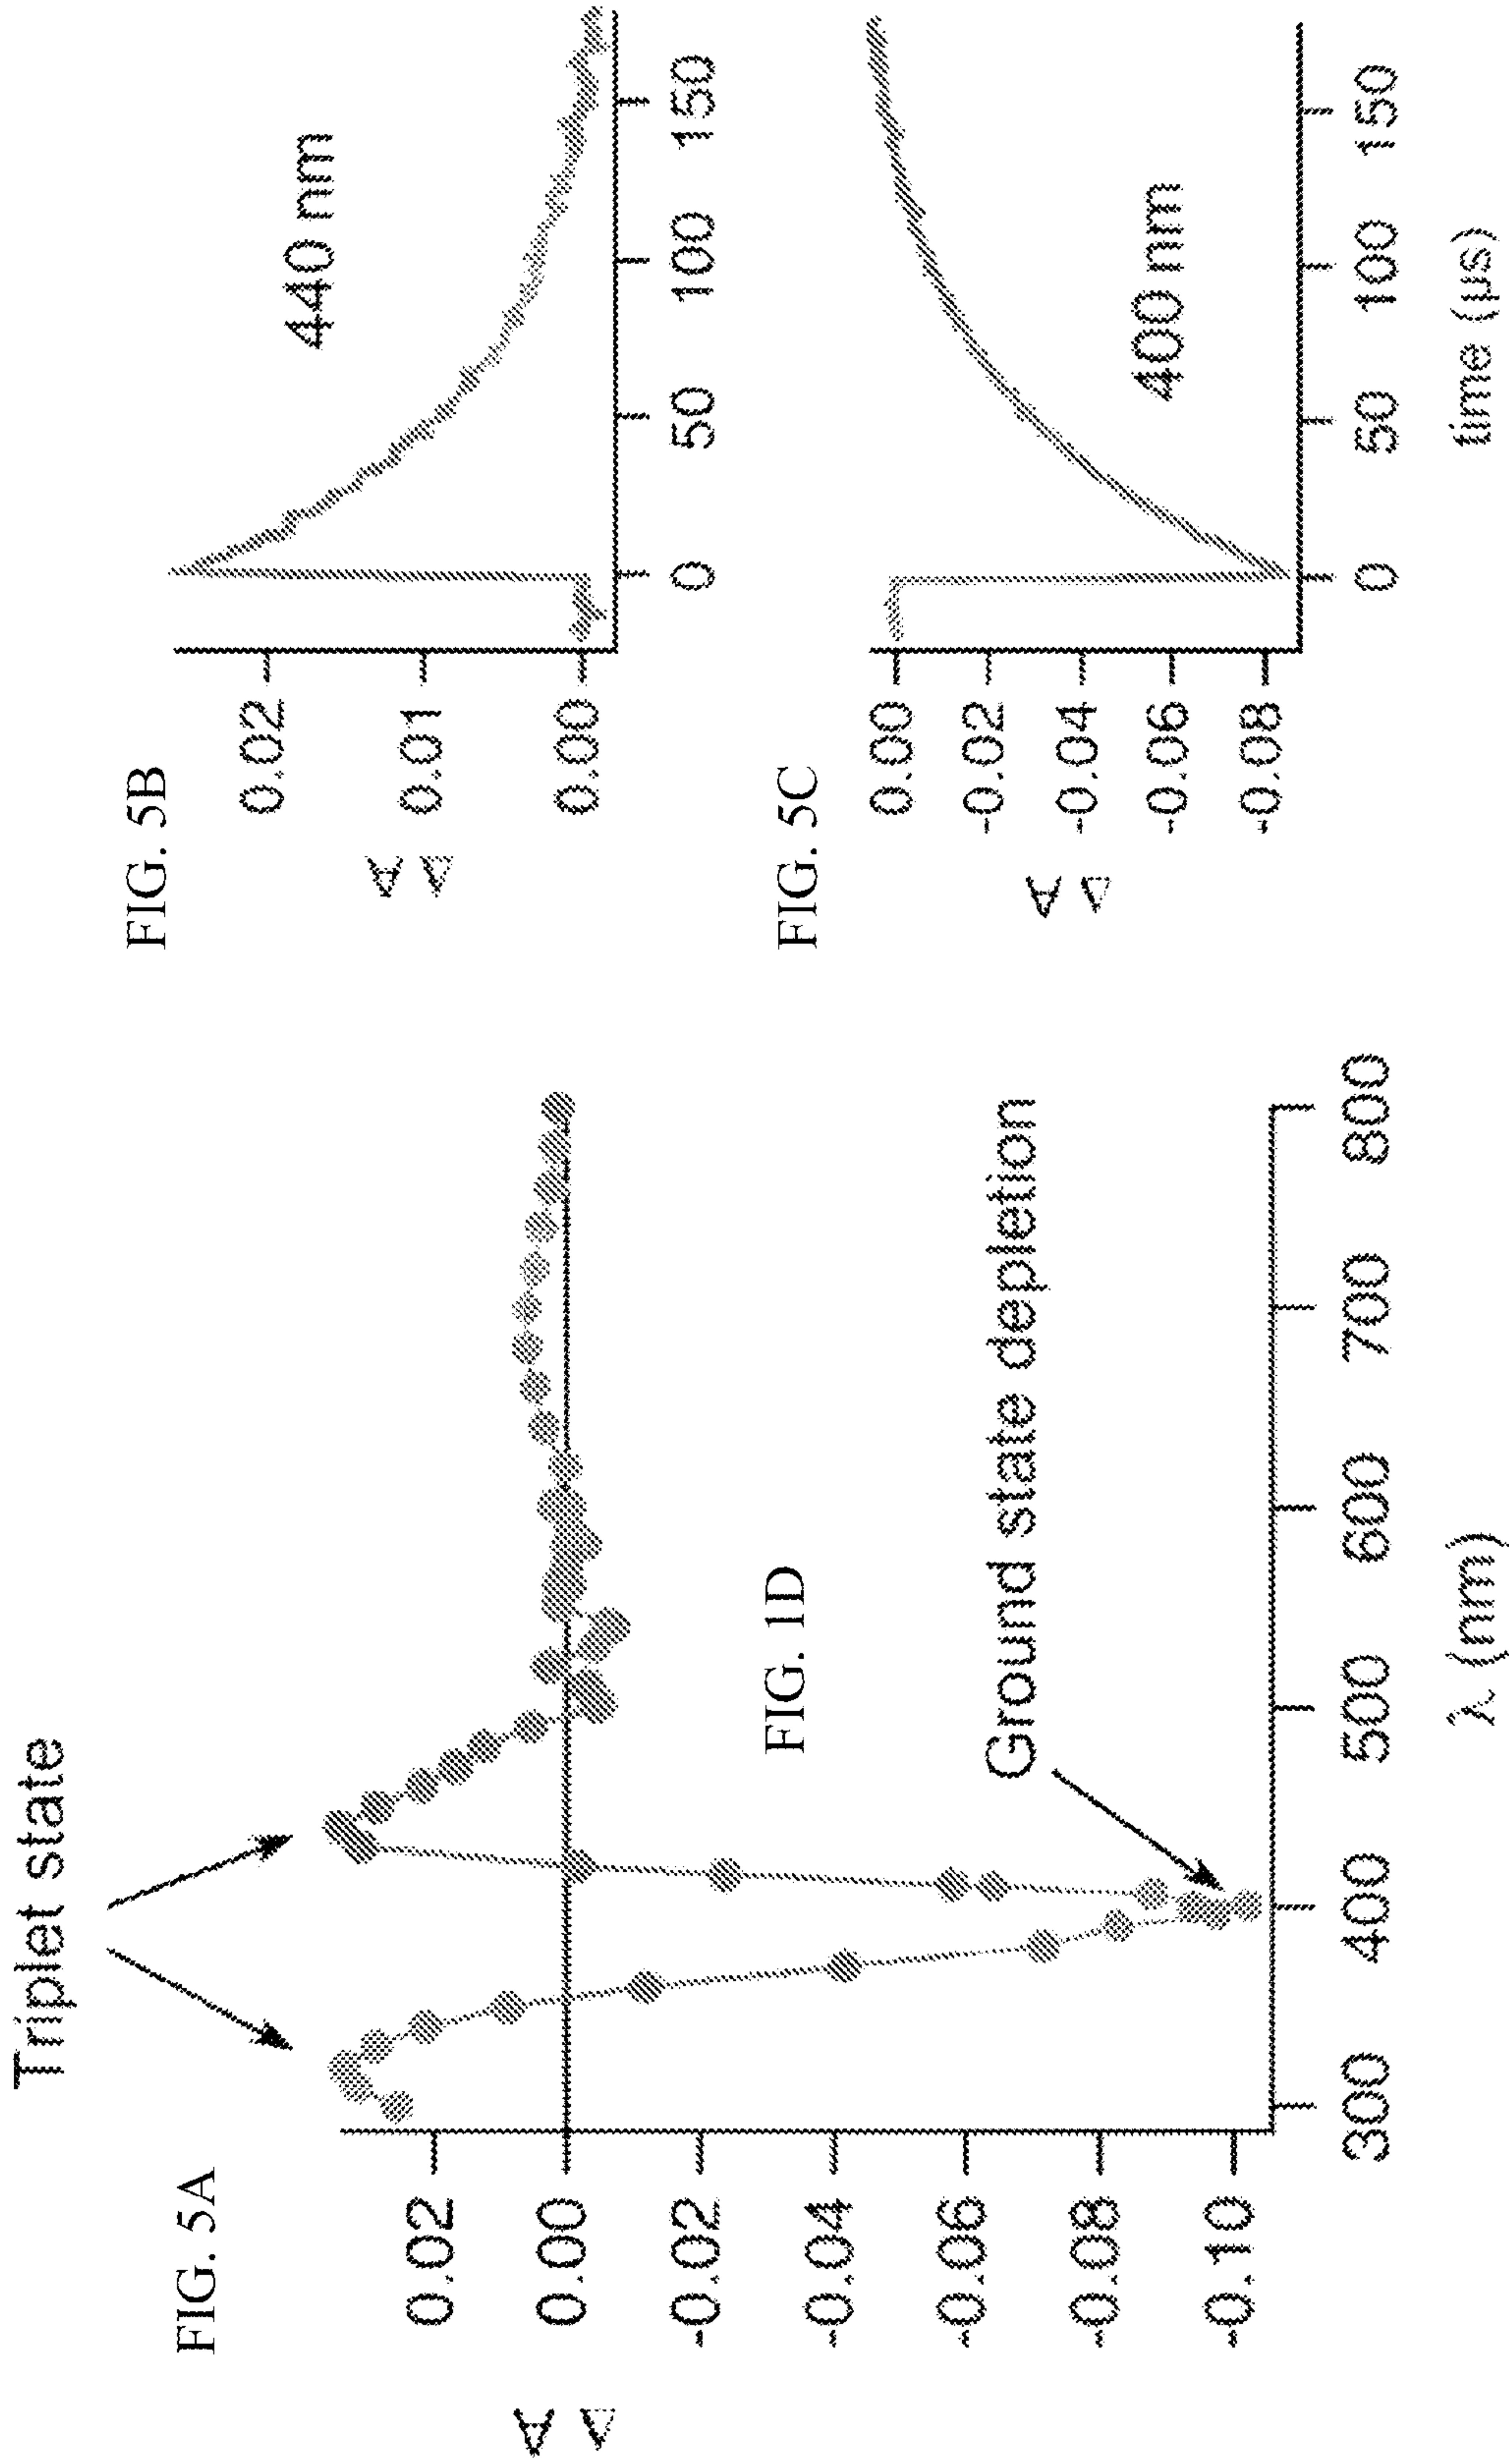 FIG. 5A
Triplet state
Δ A
0.02
0.00
-0.02
-0.04
-0.06
-0.08
-0.10
FIG. 1D
Ground state depletion
300 400 500 600 700 800
λ (nm)
FIG. 5B
440 nm
Δ A
0.02
0.01
0.00
0 50 100 150
FIG. 5C
Δ A
0.00
-0.02
-0.04
-0.06
-0.08
400 nm
0 50 100 150
time (µs)